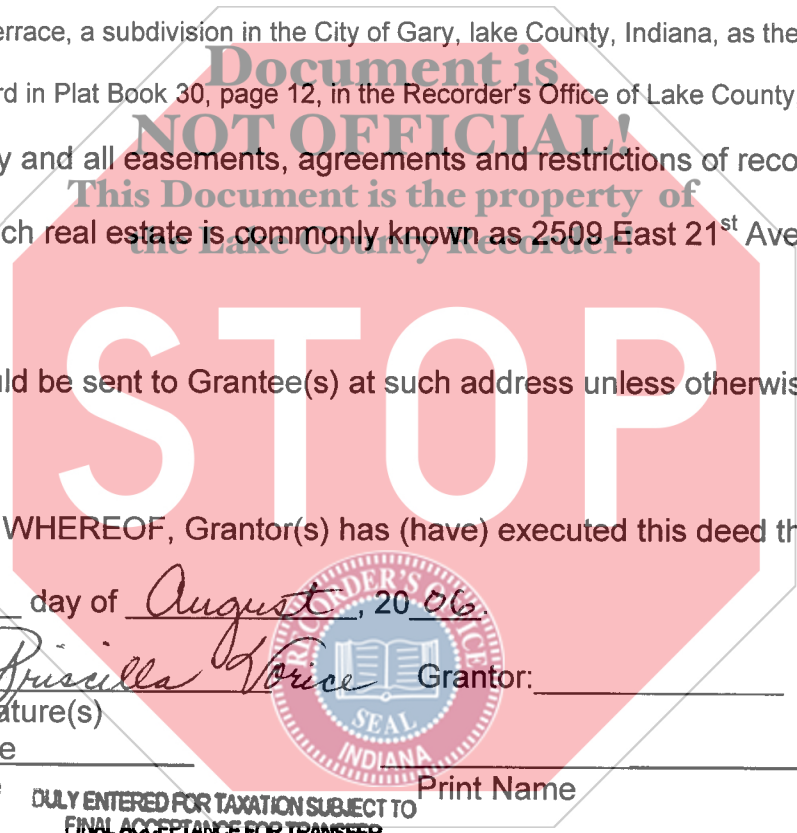 errace, a subdivision in the City of Gary, lake County, Indiana, as the
Document is
rd in Plat Book 30, page 12, in the Recorder's Office of Lake County
NOT OFFICIAL!
y and all easements, agreements and restrictions of reco
This Document is the property of
ch real estate is commonly known as 2509 East 21st Ave
the Lake County Recorder!
STOP
uld be sent to Grantee(s) at such address unless otherwis
WHEREOF, Grantor(s) has (have) executed this deed th
day of August, 2006.
RECORDER'S OFFICE
SEAL
INDIANA
Priscilla Vorice Grantor:
ature(s)
e
Print Name
DULY ENTERED FOR TAXATION SUBJECT TO
FINAL ACCEPTANCE FOR TRANSFER